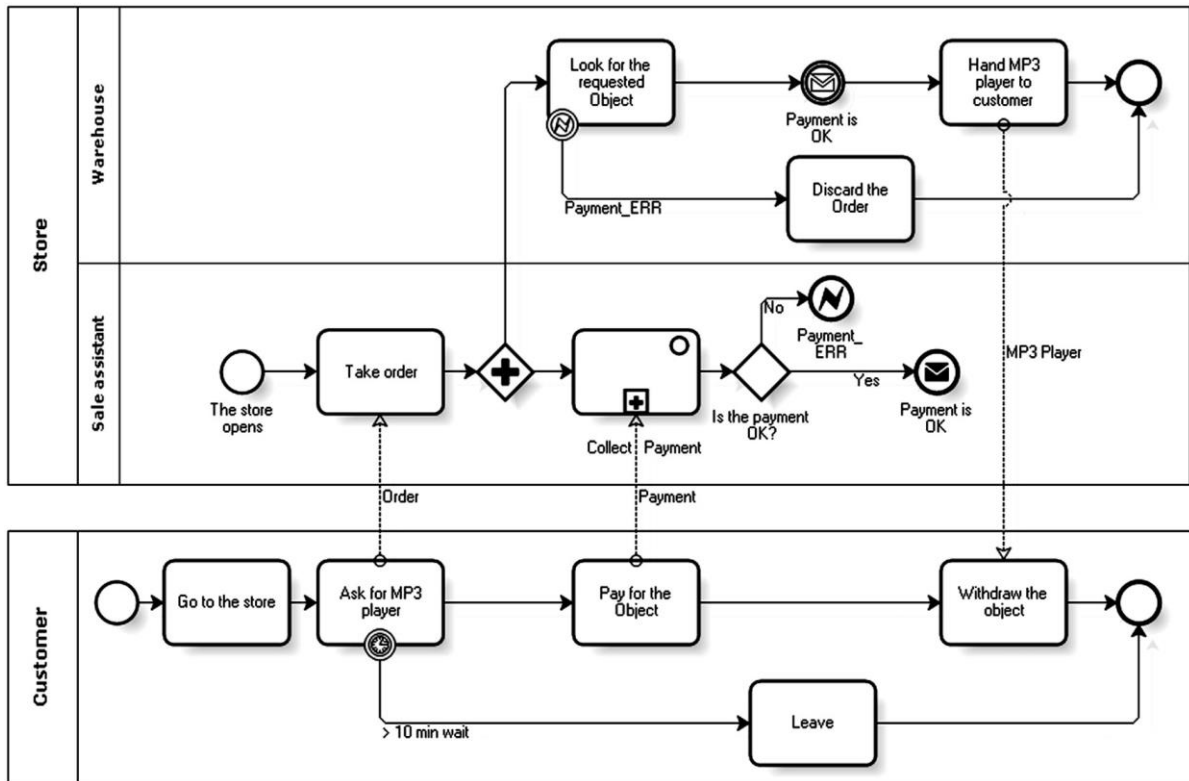 Store
Warehouse
Look for the
requested
Object
Payment is
OK
Hand MP3
player to
customer
Payment_ERR
Discard the
Order
Sale assistant
The store
opens
Take order
Collect Payment
Is the payment
OK?
No
Payment_
ERR
Yes
Payment is
OK
MP3 Player
Order
Payment
Customer
Go to the store
Ask for MP3
player
Pay for the
Object
Withdraw the
object
> 10 min wait
Leave